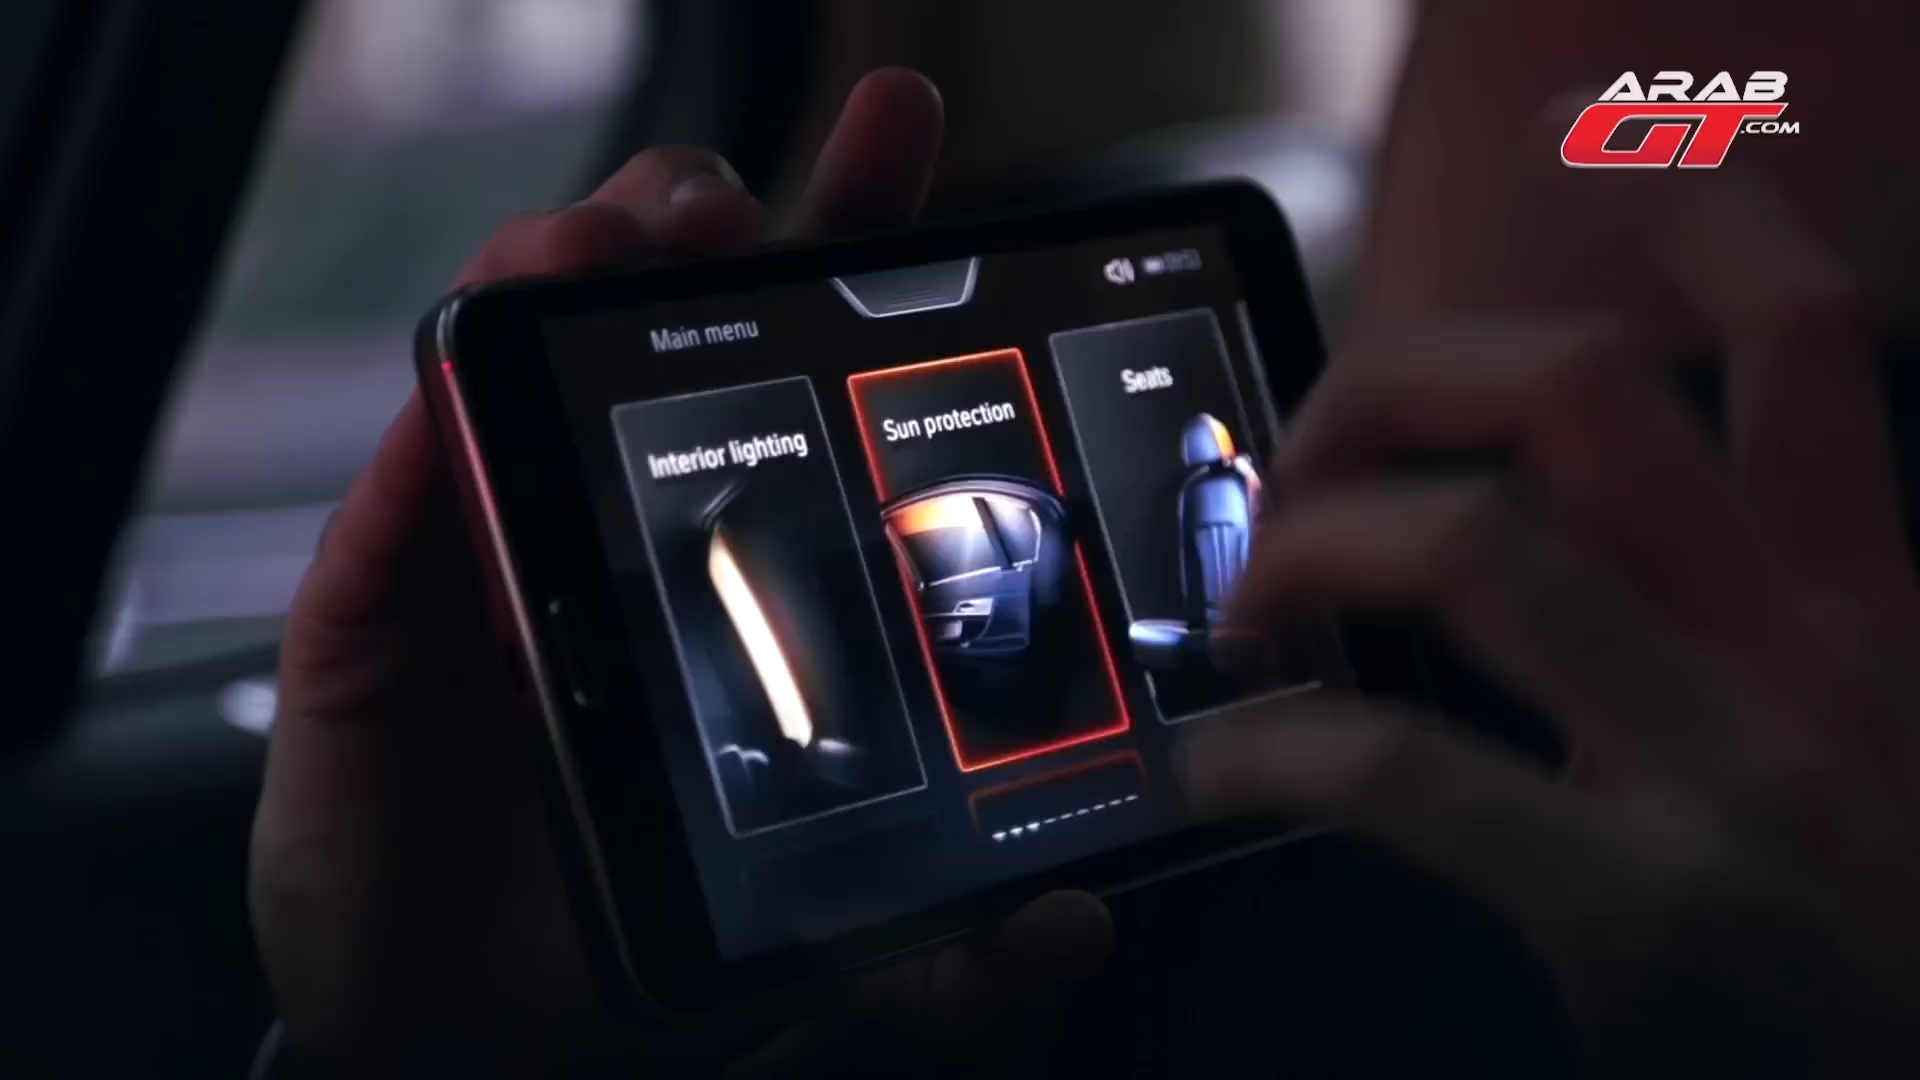 ARAB
GT.COM
Main menu
Interior lighting
Sun protection
Seats